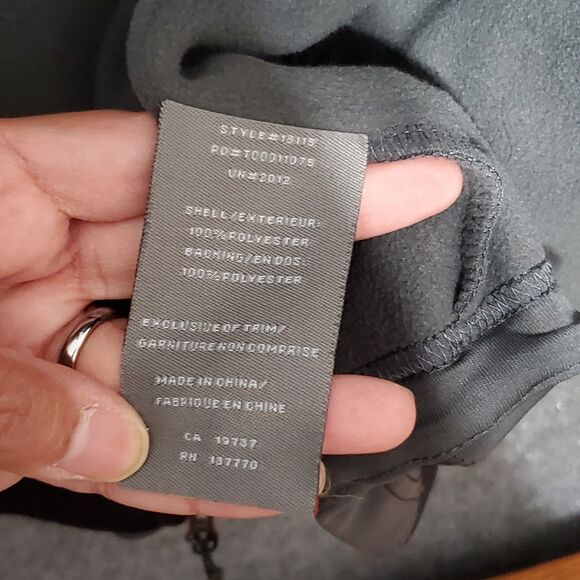 STYLE#18115
PO#T00011075
VN#2012
SHELL/EXTERIEUR:
100%POLYESTER
BACKING/EN DOS:
100%POLYESTER
EXCLUSIVE OF TRIM/
GARNITURE NON COMPRISE
MADE IN CHINA/
FABRIQUE EN CHINE
CA 19737
RN 137770